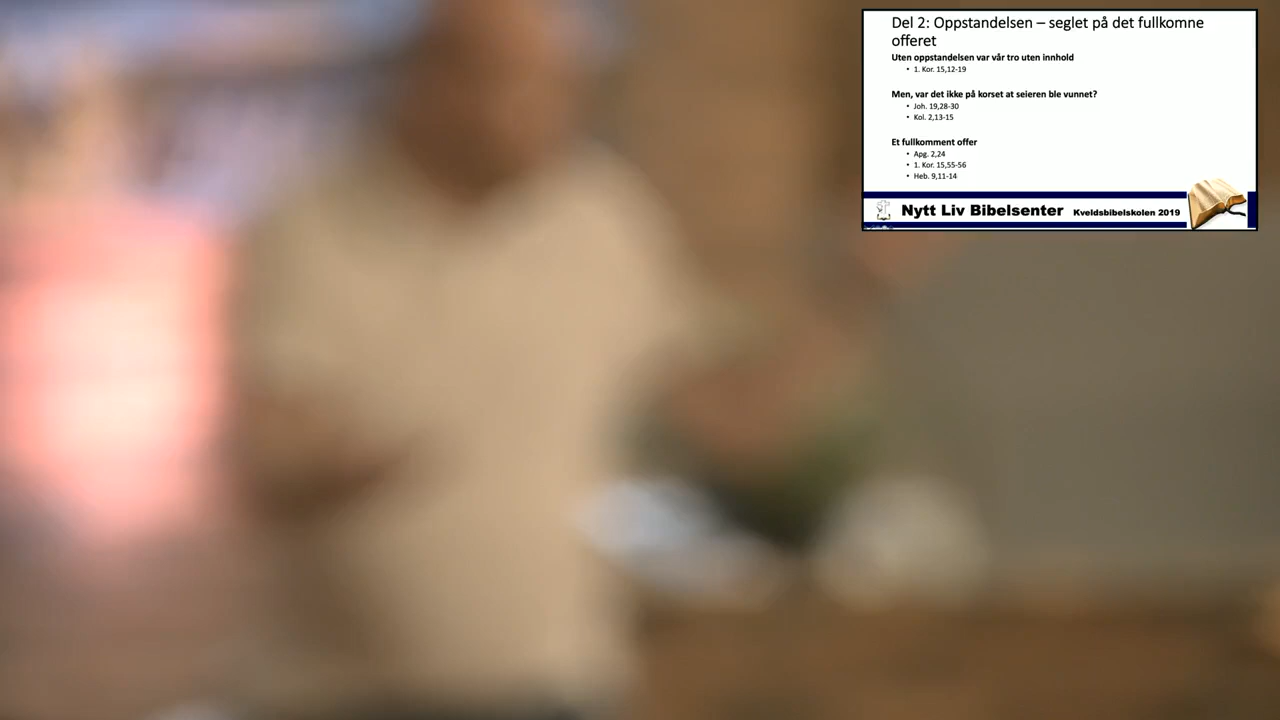 Del 2: Oppstandelsen – seglet på det fullkomne
offeret
Uten oppstandelsen var vår tro uten innhold
• 1. Kor. 15,12-19
Men, var det ikke på korset at seieren ble vunnet?
• Joh. 19,28-30
• Kol. 2,13-15
Et fullkomment offer
• Apg. 2,24
• 1. Kor. 15,55-56
• Heb. 9,11-14
Nytt Liv Bibelsenter Kveldsbibelskolen 2019